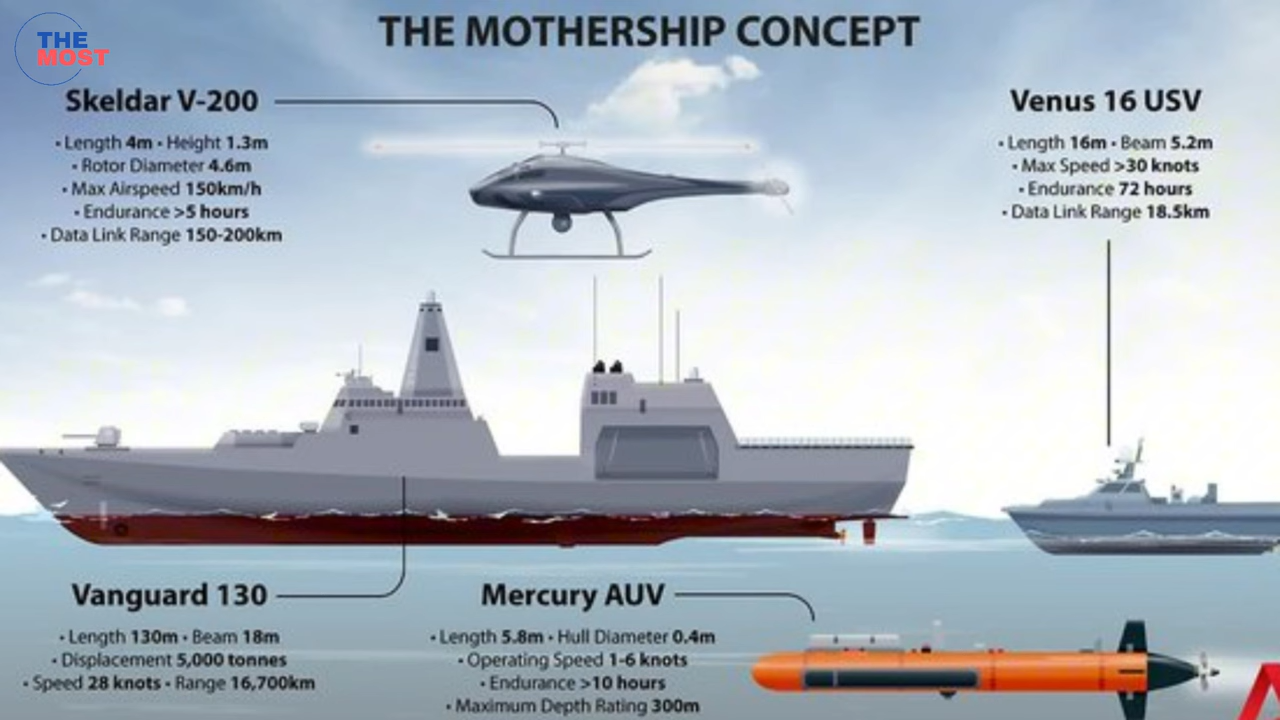 THE MOTHERSHIP CONCEPT
THE
MOST
Skeldar V-200
• Length 4m • Height 1.3m
• Rotor Diameter 4.6m
• Max Airspeed 150km/h
• Endurance >5 hours
• Data Link Range 150-200km
Venus 16 USV
• Length 16m • Beam 5.2m
• Max Speed >30 knots
• Endurance 72 hours
• Data Link Range 18.5km
Vanguard 130
• Length 130m • Beam 18m
• Displacement 5,000 tonnes
• Speed 28 knots • Range 16,700km
Mercury AUV
• Length 5.8m • Hull Diameter 0.4m
• Operating Speed 1-6 knots
• Endurance >10 hours
• Maximum Depth Rating 300m